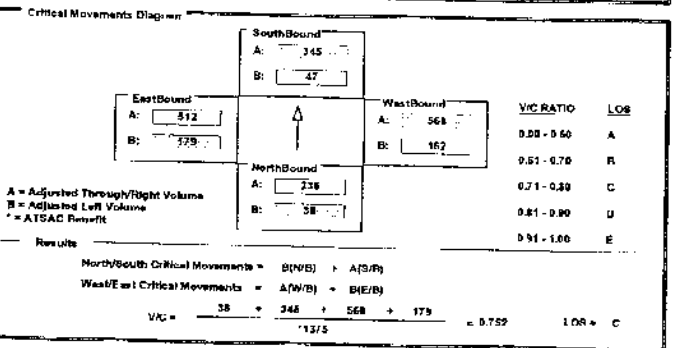 Critical Movements Diagram
SouthBound
A: 345
B: 47
EastBound
A: 512
B: 179
WestBound
A: 568
B: 162
NorthBound
A: 236
B: 38
V/C RATIO LOS
0.00 - 0.60 A
0.61 - 0.70 B
0.71 - 0.80 C
0.81 - 0.90 D
0.91 - 1.00 E
A = Adjusted Through/Right Volume
B = Adjusted Left Volume
* = ATSAC Benefit
Results
North/South Critical Movements = B(N/B) + A(S/B)
West/East Critical Movements = A(W/B) + B(E/B)
V/C = 38 + 345 + 568 + 179 = 0.752 LOS = C